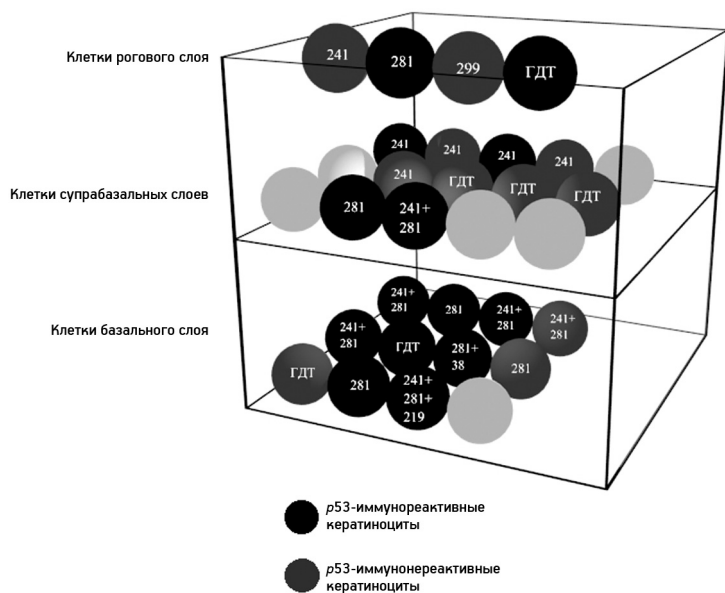 Клетки рогового слоя
241
281
299
ГДТ
Клетки супрабазальных слоев
241
241
241
241
241
ГДТ
ГДТ
ГДТ
281
241+
281
Клетки базального слоя
241+
281
281
241+
281
241+
281
241+
281
ГДТ
281+
38
281
ГДТ
281
241+
281+
219
p53-иммунореактивные
кератиноциты
p53-иммунонереактивные
кератиноциты